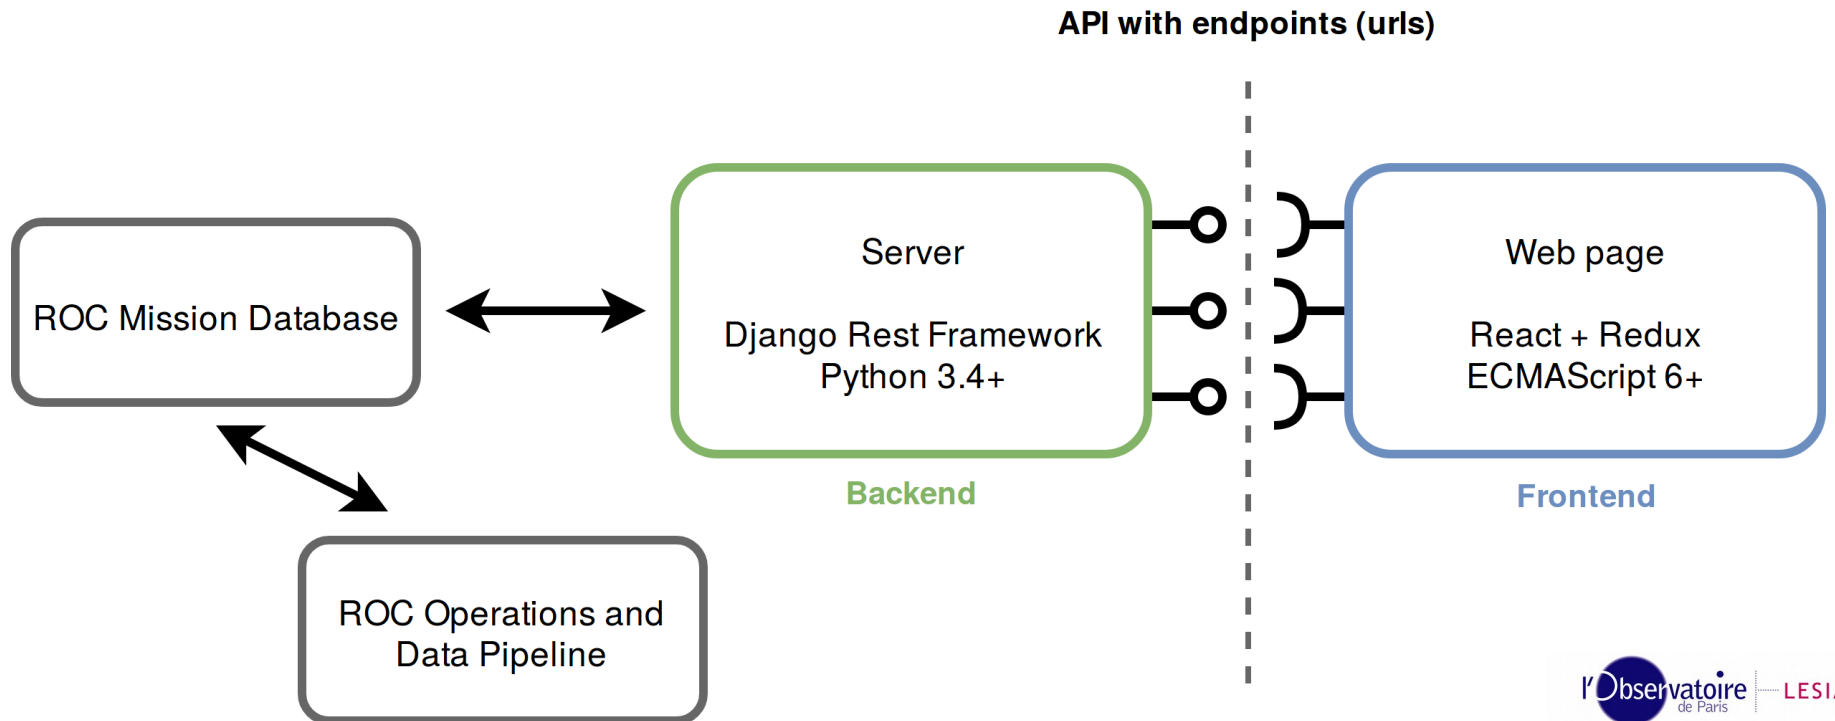 API with endpoints (urls)
ROC Mission Database
Server
Django Rest Framework
Python 3.4+
Backend
Web page
React + Redux
ECMAScript 6+
Frontend
ROC Operations and
Data Pipeline
l'Observatoire
de Paris